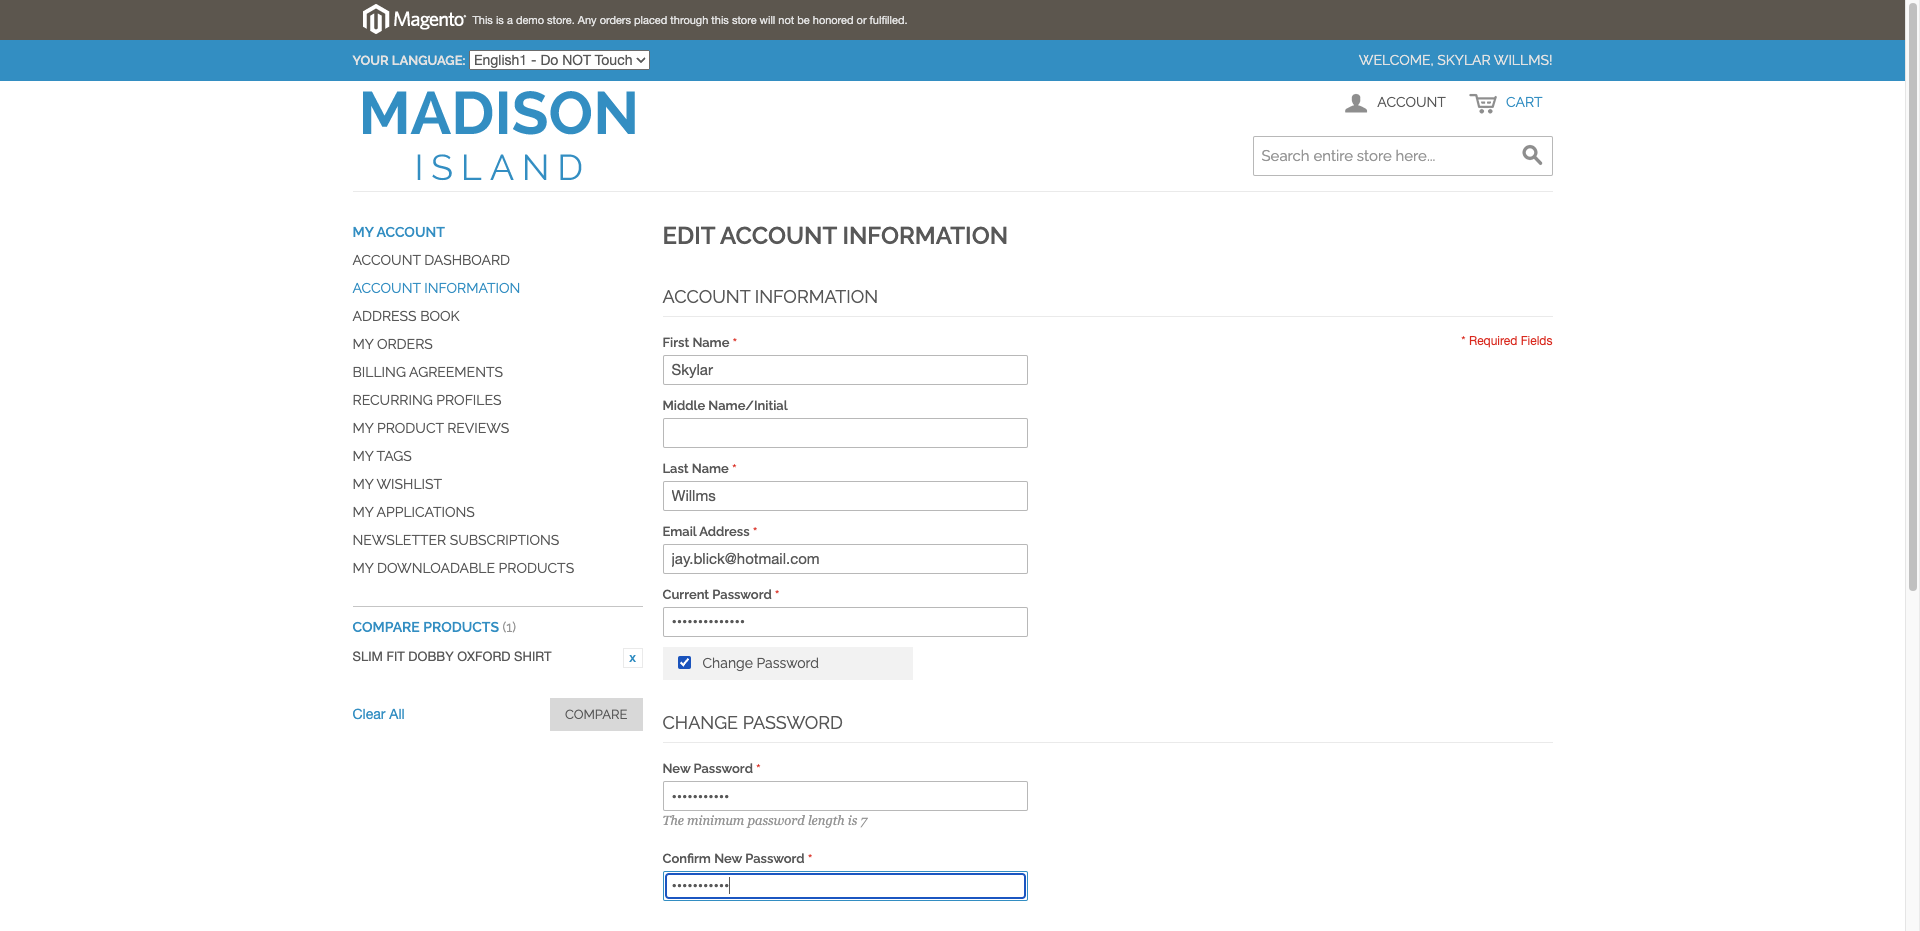 Magento® This is a demo store. Any orders placed through this store will not be honored or fulfilled.
YOUR LANGUAGE: English1 - Do NOT Touch
WELCOME, SKYLAR WILLMS!
MADISON
ISLAND
ACCOUNT
CART
Search entire store here...
MY ACCOUNT
ACCOUNT DASHBOARD
ACCOUNT INFORMATION
ADDRESS BOOK
MY ORDERS
BILLING AGREEMENTS
RECURRING PROFILES
MY PRODUCT REVIEWS
MY TAGS
MY WISHLIST
MY APPLICATIONS
NEWSLETTER SUBSCRIPTIONS
MY DOWNLOADABLE PRODUCTS
COMPARE PRODUCTS (1)
SLIM FIT DOBBY OXFORD SHIRT x
Clear All COMPARE
EDIT ACCOUNT INFORMATION
ACCOUNT INFORMATION
* Required Fields
First Name *
Skylar
Middle Name/Initial
Last Name *
Willms
Email Address *
jay.blick@hotmail.com
Current Password *
••••••••••••••
Change Password
CHANGE PASSWORD
New Password *
•••••••••••
The minimum password length is 7
Confirm New Password *
•••••••••••